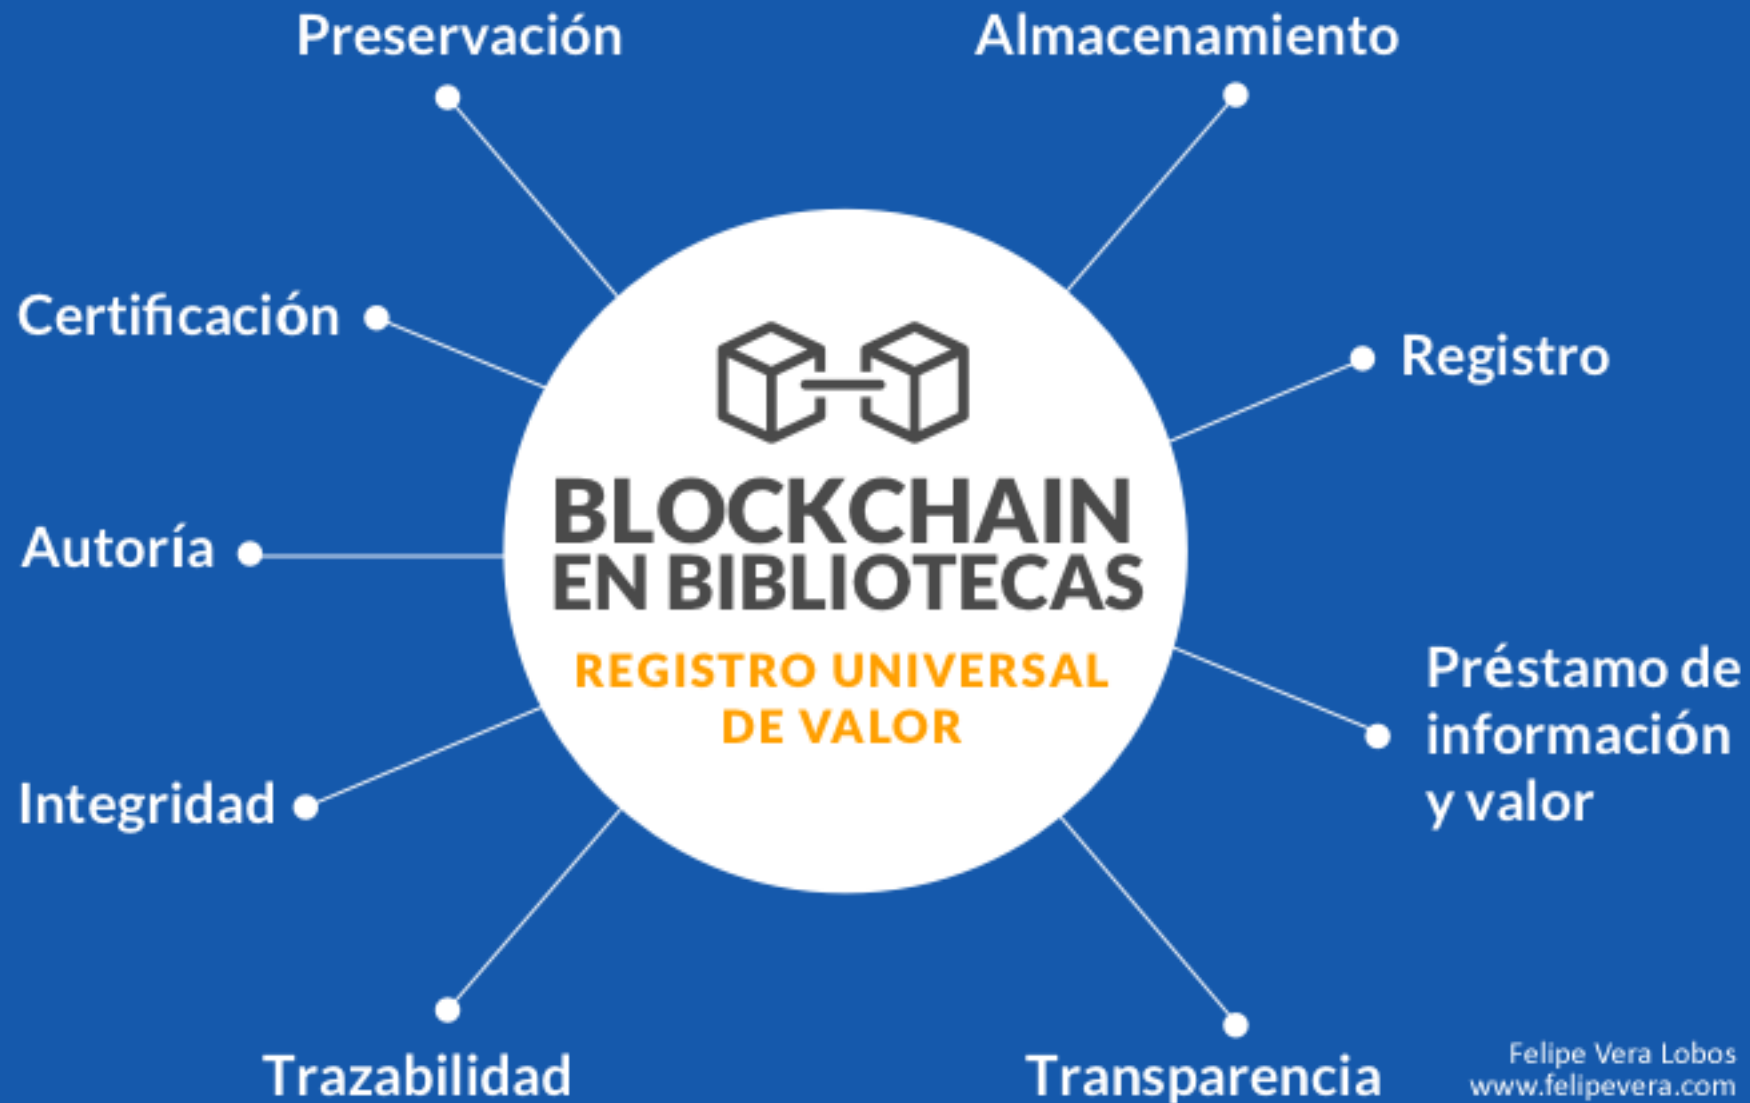 Preservación
Almacenamiento
Certificación
Registro
Autoría
BLOCKCHAIN
EN BIBLIOTECAS
REGISTRO UNIVERSAL
DE VALOR
Préstamo de
información
y valor
Integridad
Trazabilidad
Transparencia
Felipe Vera Lobos
www.felipevera.com